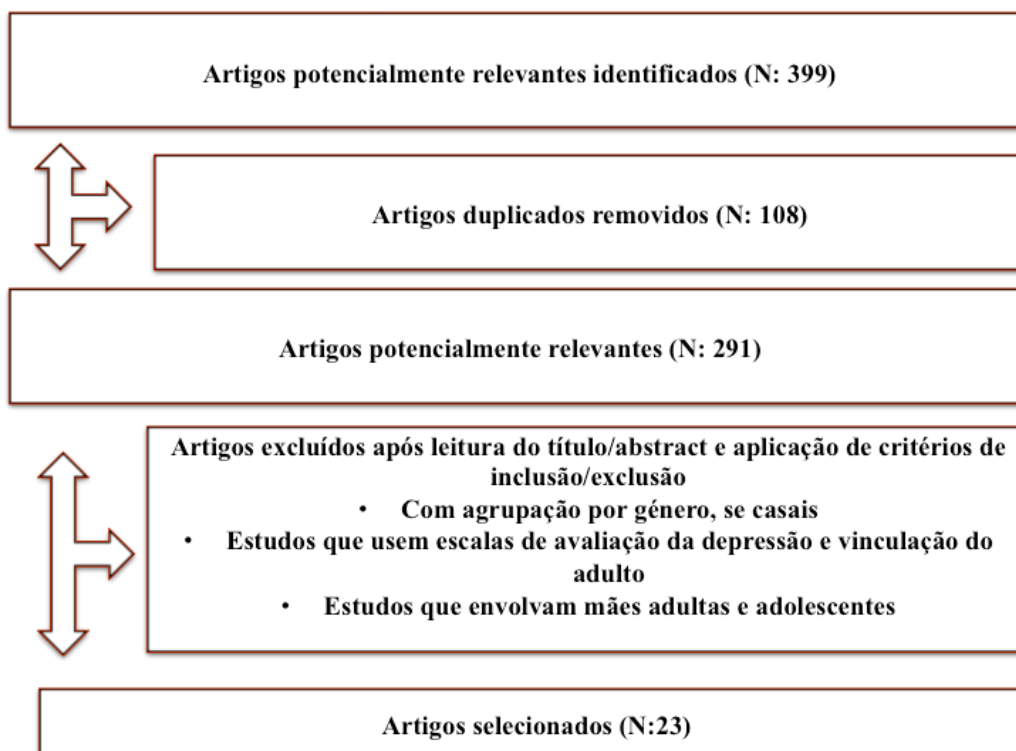 Artigos potencialmente relevantes identificados (N: 399)
Artigos duplicados removidos (N: 108)
Artigos potencialmente relevantes (N: 291)
Artigos excluídos após leitura do título/abstract e aplicação de critérios de
inclusão/exclusão
• Com agrupação por género, se casais
• Estudos que usem escalas de avaliação da depressão e vinculação do
adulto
• Estudos que envolvam mães adultas e adolescentes
Artigos selecionados (N:23)